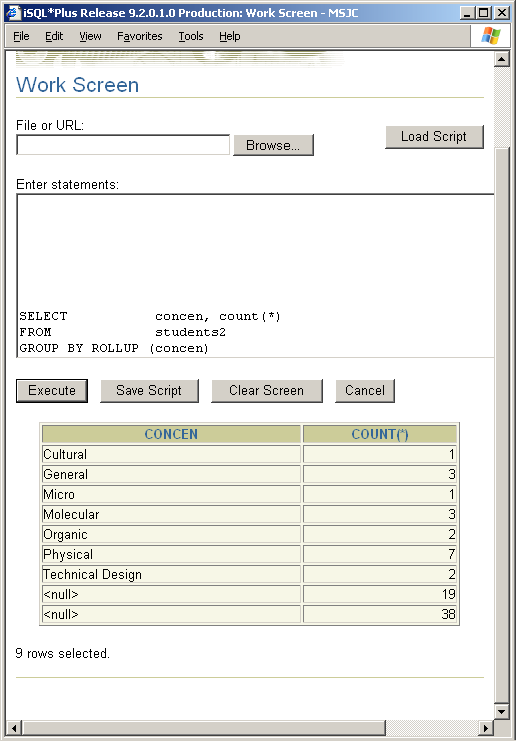 iSQL*Plus Release 9.2.0.1.0 Production: Work Screen - MSJC
File Edit View Favorites Tools Help
Work Screen
File or URL:
Browse... Load Script
Enter statements:
SELECT concen, count(*)
FROM students2
GROUP BY ROLLUP (concen)
Execute Save Script Clear Screen Cancel
CONCEN COUNT(*)
Cultural 1
General 3
Micro 1
Molecular 3
Organic 2
Physical 7
Technical Design 2
<null> 19
<null> 38
9 rows selected.